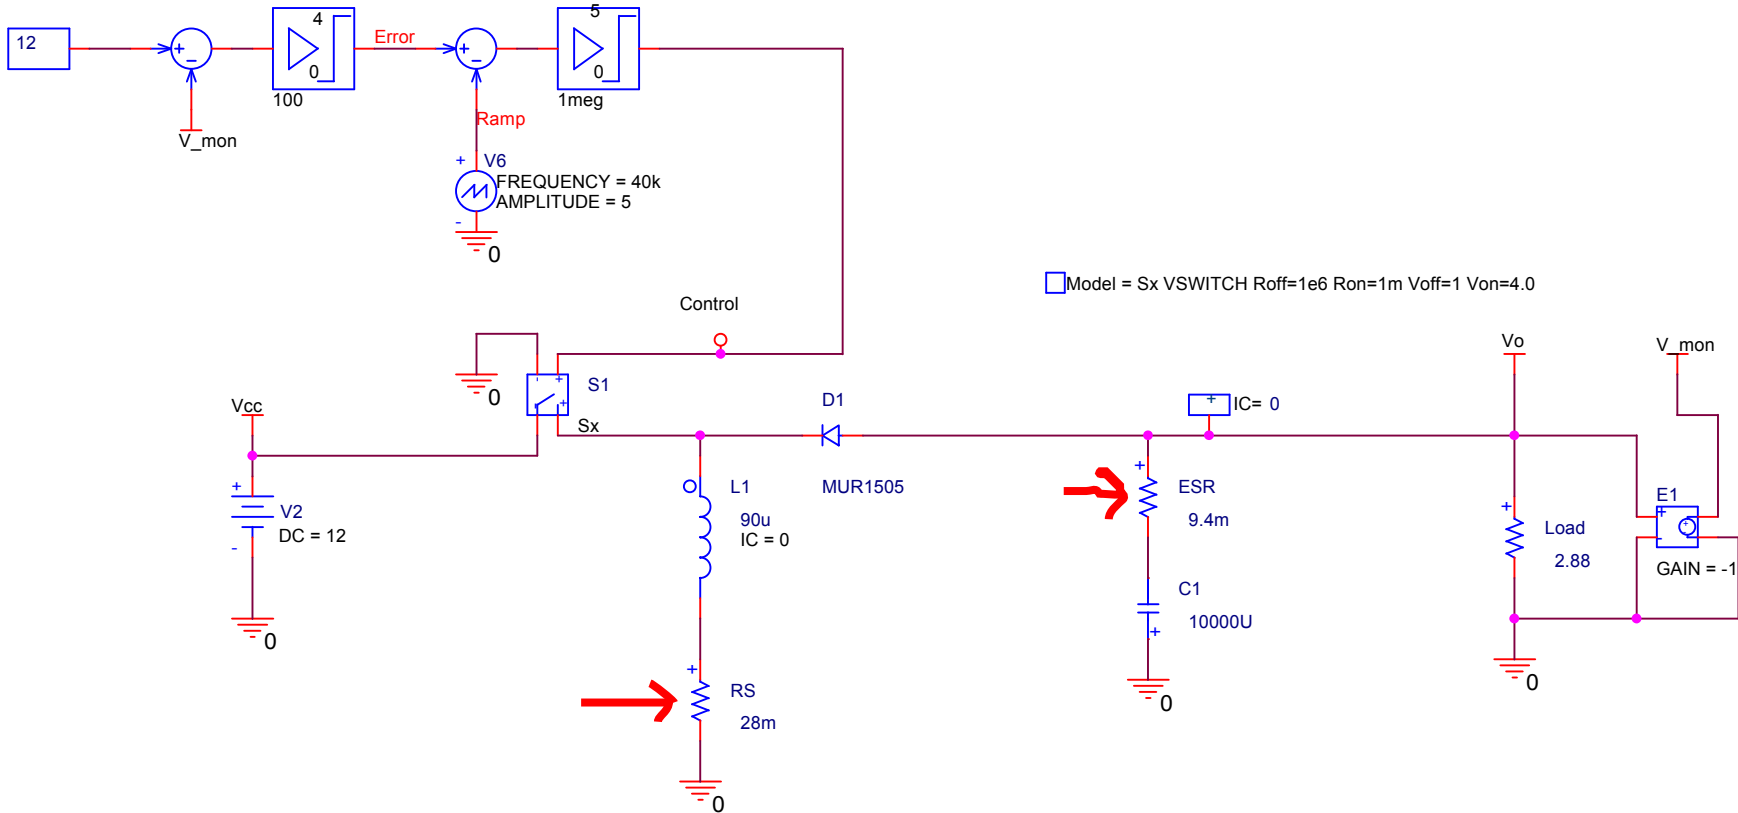 4
5
12
Error
0
0
100
1meg
Ramp
V_mon
V6
FREQUENCY = 40k
AMPLITUDE = 5
0
Model = Sx VSWITCH Roff=1e6 Ron=1m Voff=1 Von=4.0
Control
Vo
V_mon
S1
0
Vcc
D1
IC= 0
Sx
L1
MUR1505
ESR
E1
V2
90u
9.4m
Load
DC = 12
IC = 0
2.88
GAIN = -1
C1
10000U
0
0
RS
0
28m
0